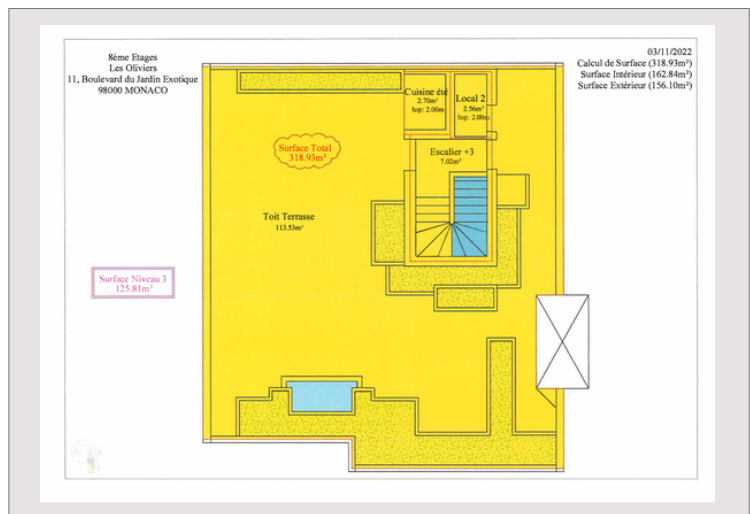 8ème Etages
Les Oliviers
11, Boulevard du Jardin Exotique
98000 MONACO
03/11/2022
Calcul de Surface (318.93m²)
Surface Intérieur (162.84m²)
Surface Extérieur (156.10m²)
Cuisine été
2.70m²
hsp: 2.00m
Local 2
2.56m²
hsp: 2.00m
Surface Total
318.93m²
Escalier +3
7.02m²
Toit Terrasse
113.53m²
Surface Niveau 3
125.81m²